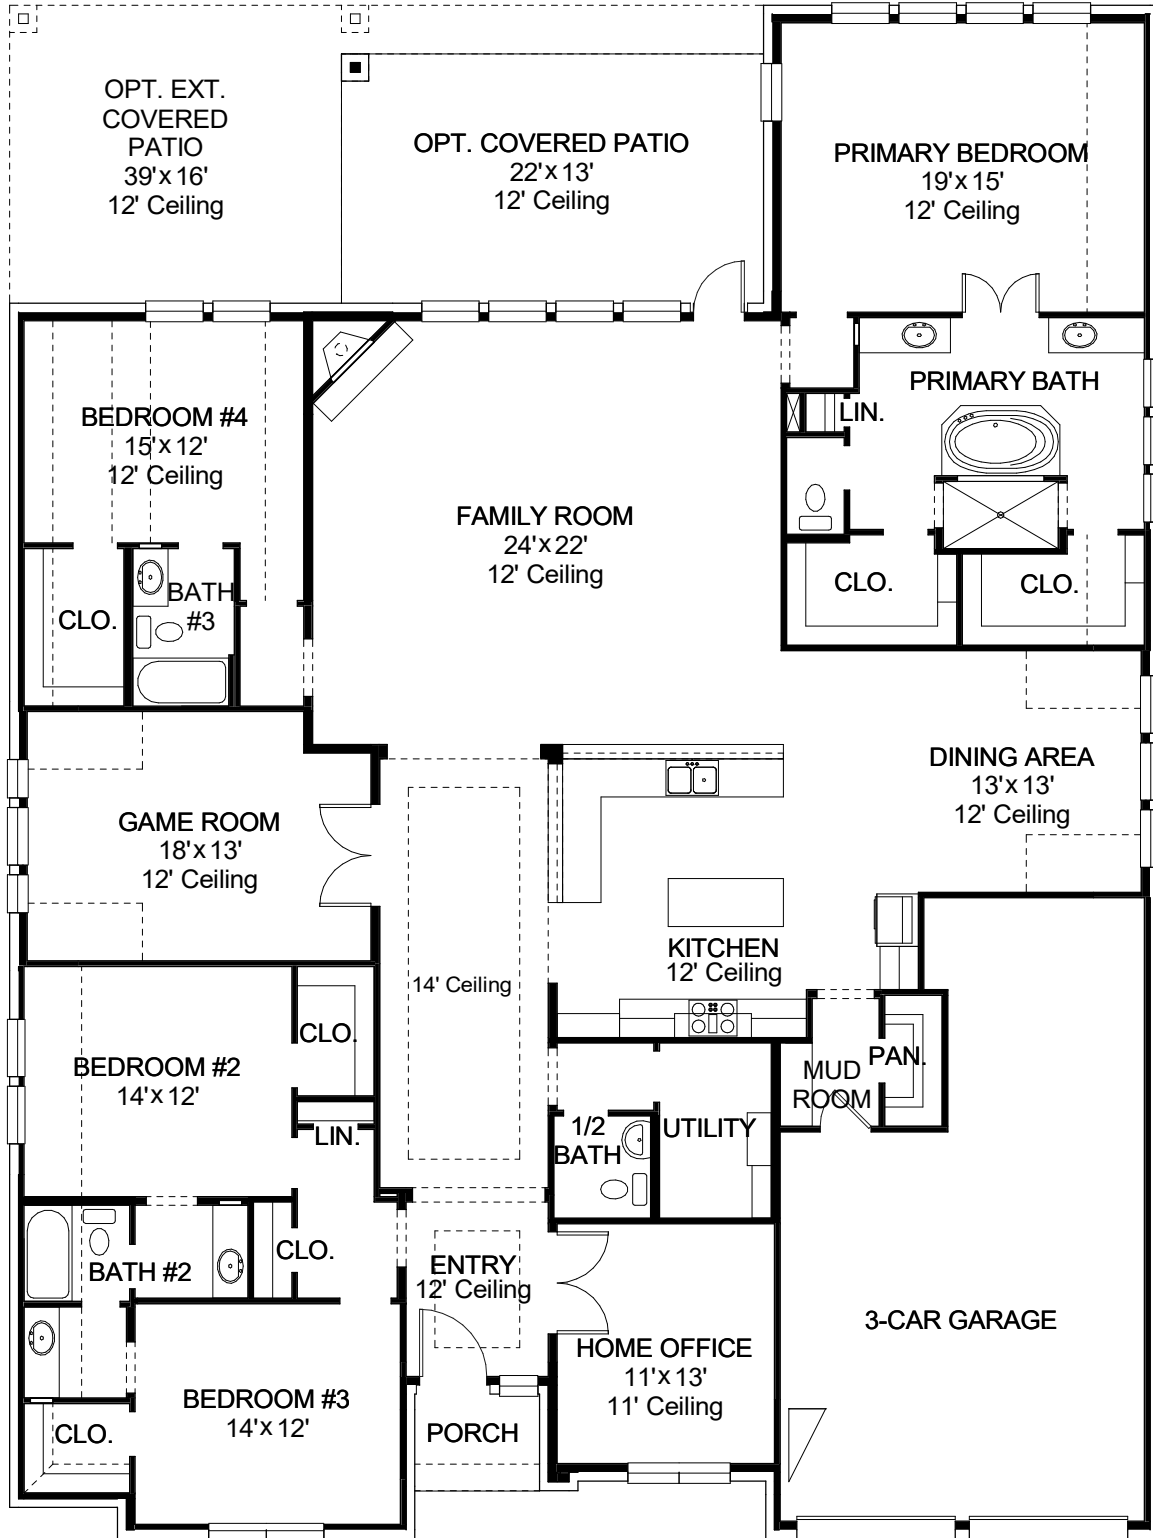 OPT. EXT.
COVERED
PATIO
39'x 16'
12' Ceiling
OPT. COVERED PATIO
22'x 13'
12' Ceiling
PRIMARY BEDROOM
19'x 15'
12' Ceiling
PRIMARY BATH
LIN.
BEDROOM #4
15'x 12'
12' Ceiling
FAMILY ROOM
24'x 22'
12' Ceiling
CLO.
BATH
#3
CLO.
CLO.
DINING AREA
13'x 13'
12' Ceiling
GAME ROOM
18'x 13'
12' Ceiling
KITCHEN
12' Ceiling
14' Ceiling
CLO.
BEDROOM #2
14'x 12'
LIN.
MUD
ROOM
PAN.
1/2
BATH
UTILITY
CLO.
BATH #2
ENTRY
12' Ceiling
3-CAR GARAGE
HOME OFFICE
11'x 13'
11' Ceiling
BEDROOM #3
14'x 12'
CLO.
PORCH